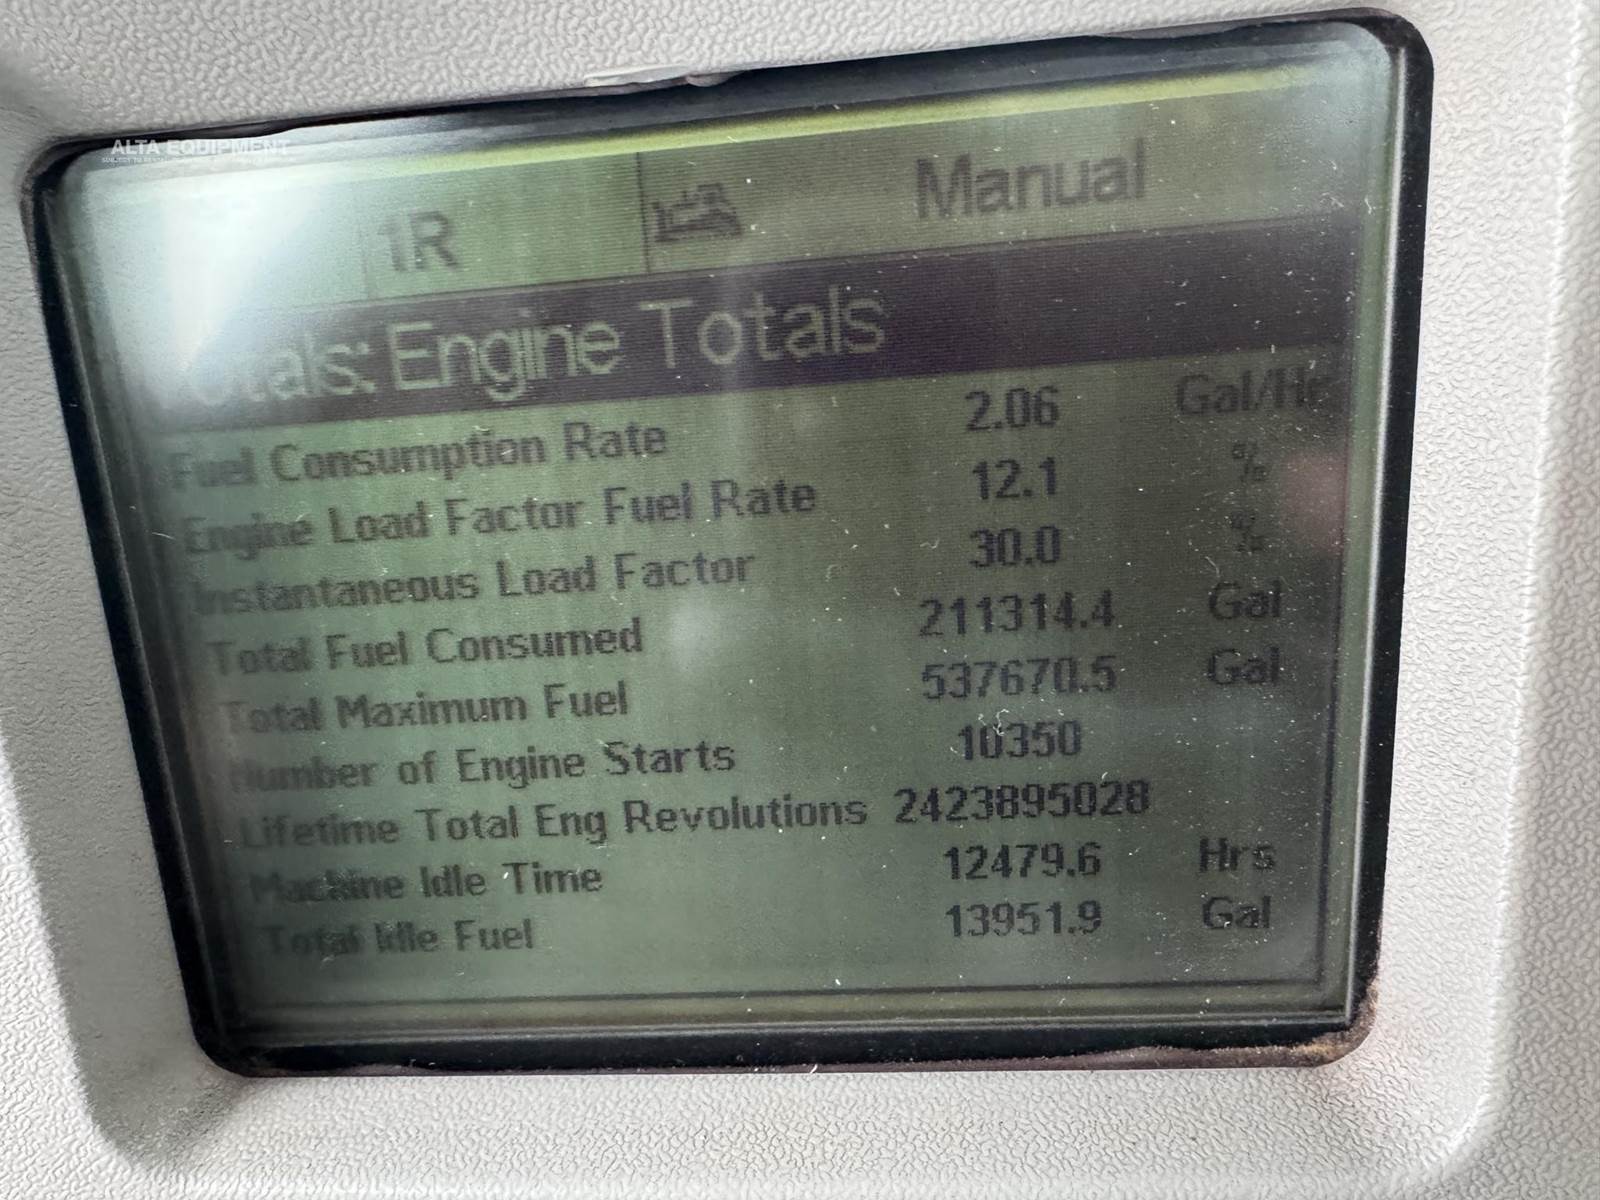 ALTA EQUIPMENT
1R Manual
Totals: Engine Totals
Fuel Consumption Rate 2.06 Gal/Hr
Engine Load Factor Fuel Rate 12.1 %
Instantaneous Load Factor 30.0 %
Total Fuel Consumed 211314.4 Gal
Total Maximum Fuel 537670.5 Gal
Number of Engine Starts 10350
Lifetime Total Eng Revolutions 2423895028
Machine Idle Time 12479.6 Hrs
Total Idle Fuel 13951.9 Gal